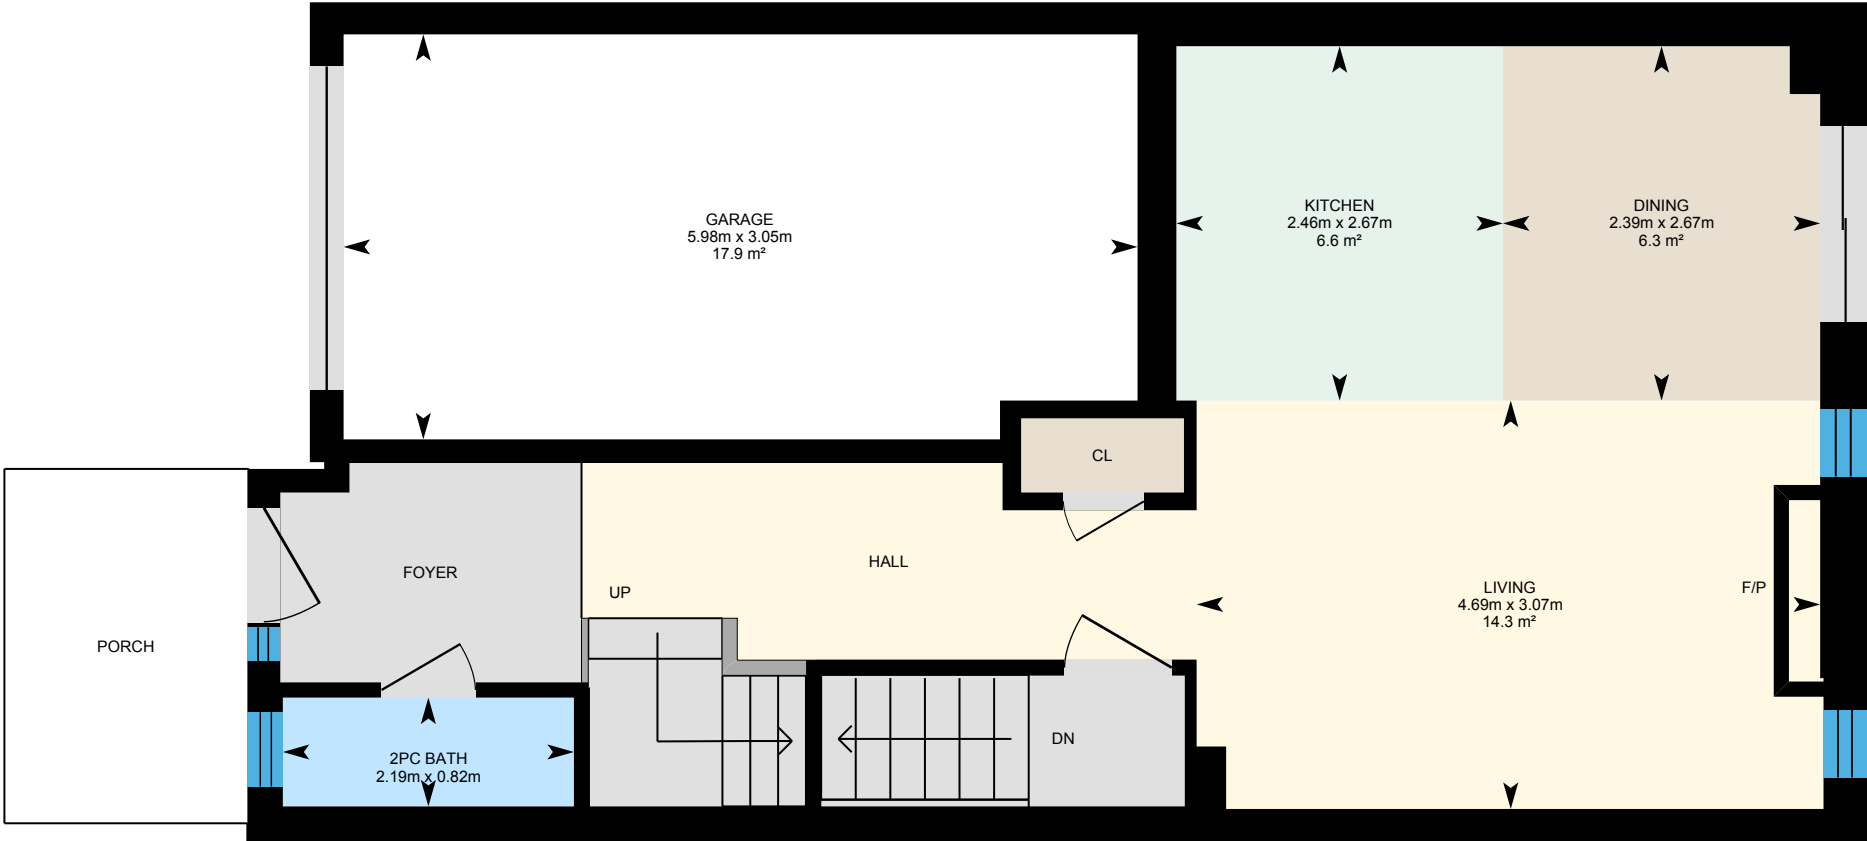 GARAGE
5.98m x 3.05m
17.9 m²
KITCHEN
2.46m x 2.67m
6.6 m²
DINING
2.39m x 2.67m
6.3 m²
CL
FOYER
HALL
UP
LIVING
4.69m x 3.07m
14.3 m²
F/P
PORCH
DN
2PC BATH
2.19m x 0.82m